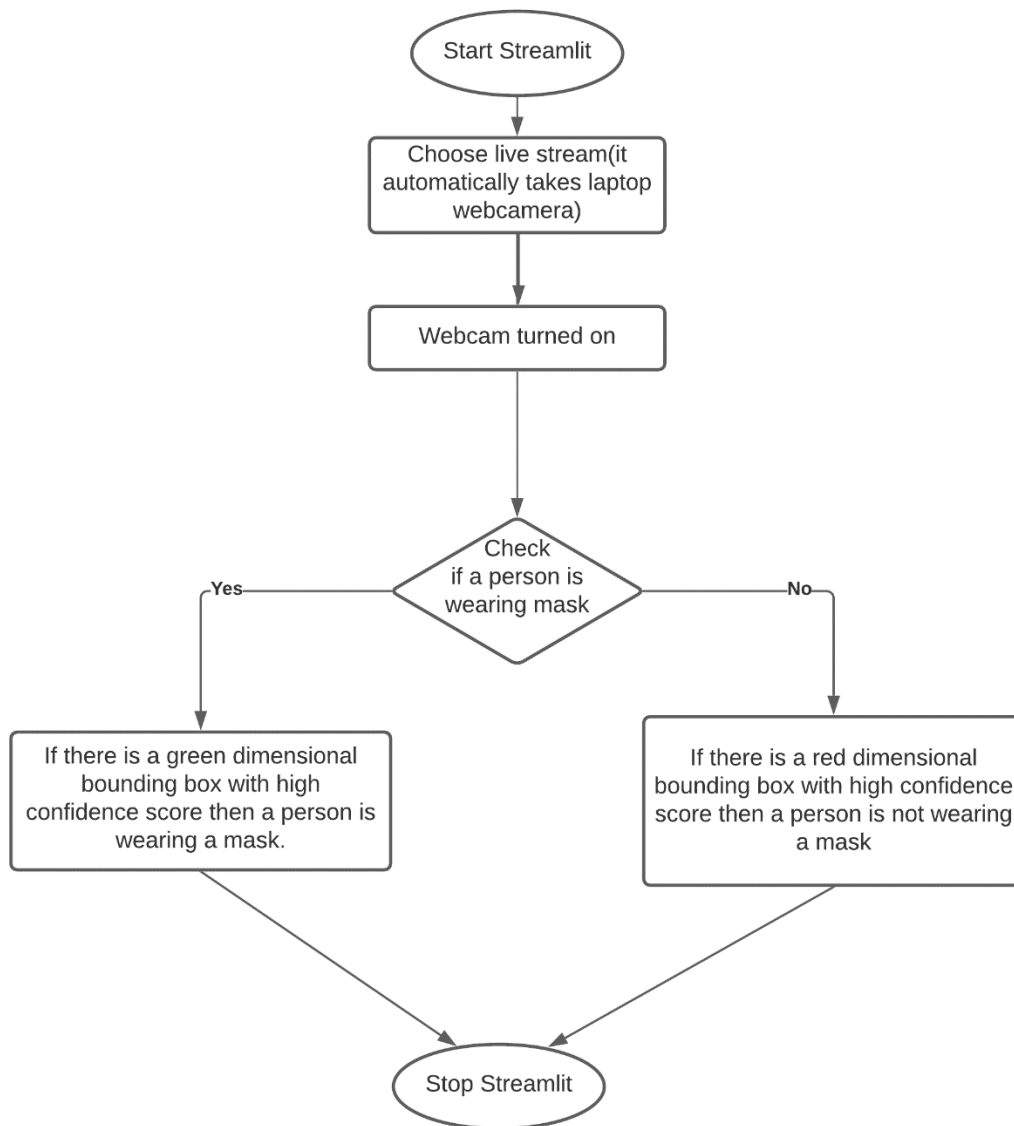 Start Streamlit
Choose live stream(it
automatically takes laptop
webcamera)
Webcam turned on
Check
if a person is
wearing mask
Yes
No
If there is a green dimensional
bounding box with high
confidence score then a person is
wearing a mask.
If there is a red dimensional
bounding box with high confidence
score then a person is not wearing
a mask
Stop Streamlit